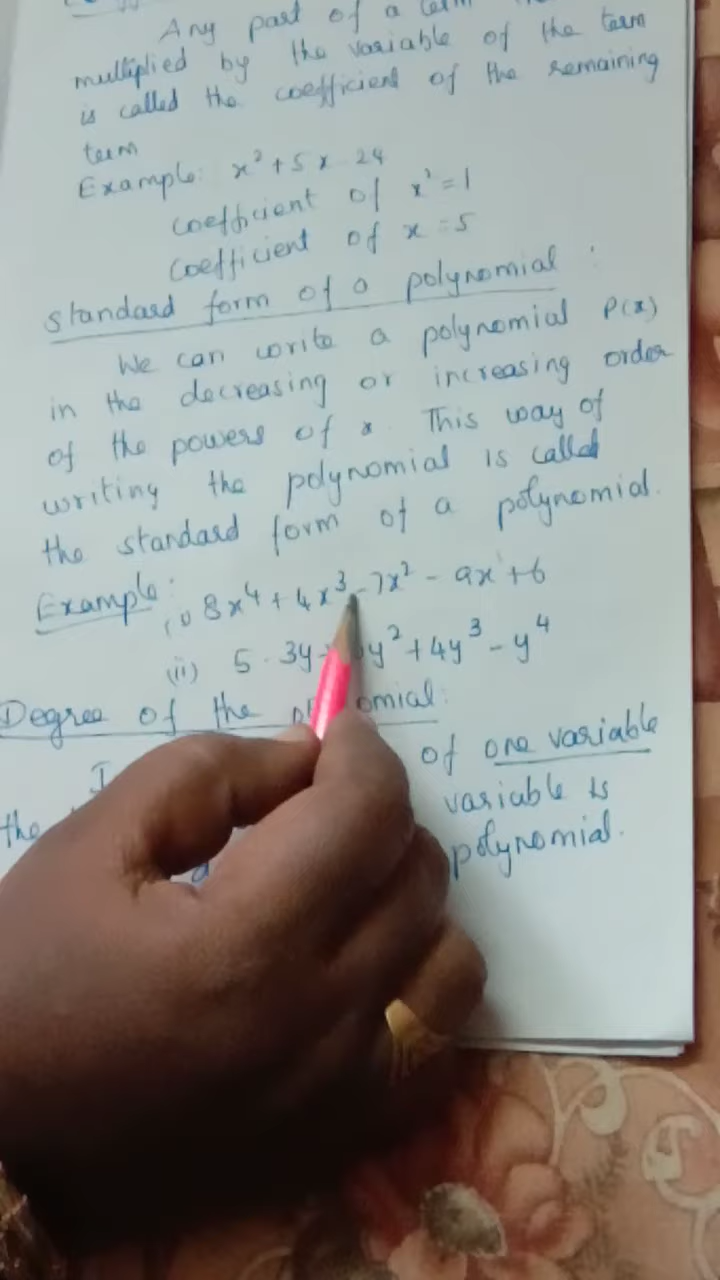 Any part of a term
multiplied by the variable of the term
is called the coefficient of the remaining
term
Example: x² + 5x 24
coefficient of x² = 1
coefficient of x = 5
Standard form of a polynomial :
We can write a polynomial P(x)
in the decreasing or increasing order
of the powers of x. This way of
writing the polynomial is called
the standard form of a polynomial.
Example: (i) 8x⁴ + 4x³ - 7x² - 9x + 6
(ii) 5 - 3y y² + 4y³ - y⁴
Degree of the
of one variable
the variable is
polynomial.